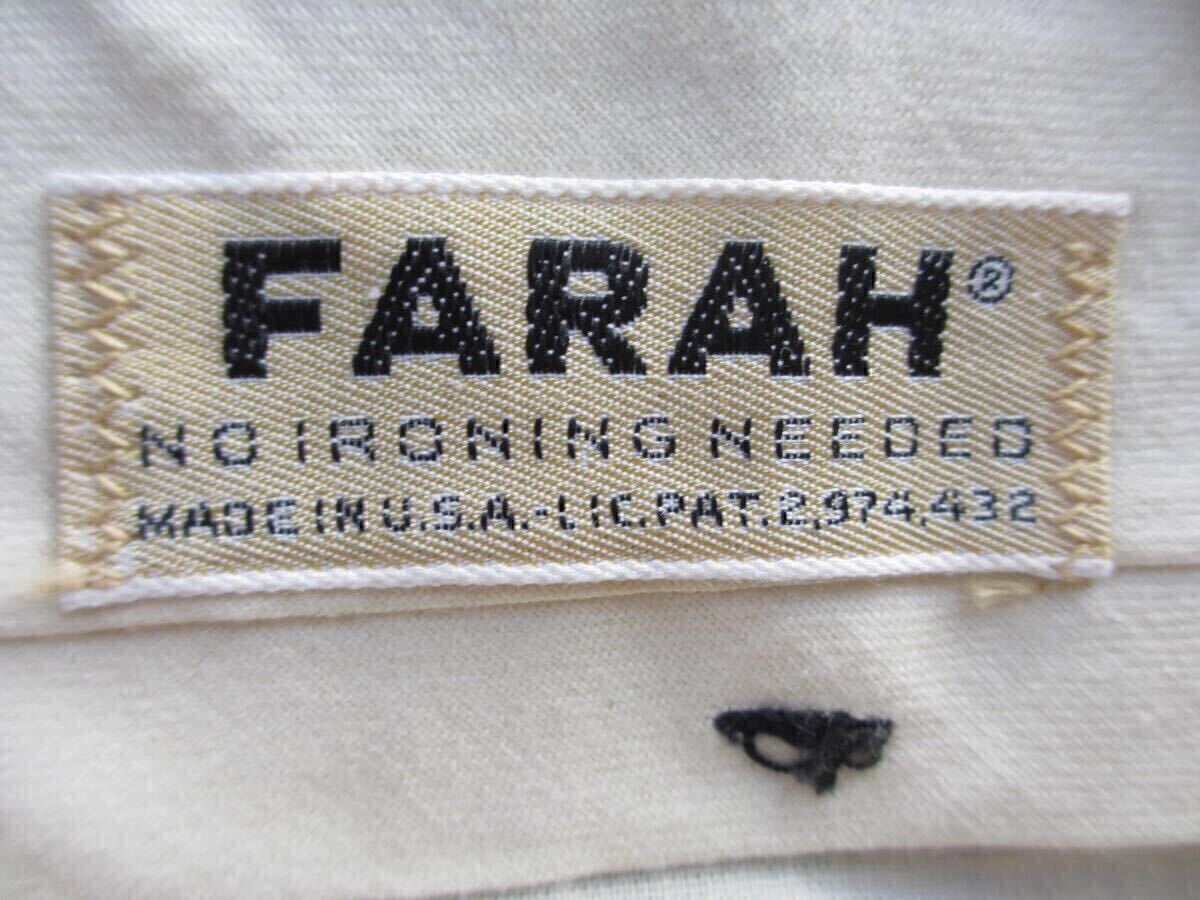 FARAH®
NO IRONING NEEDED
MADE IN U.S.A.-LIC. PAT. 2,974,432